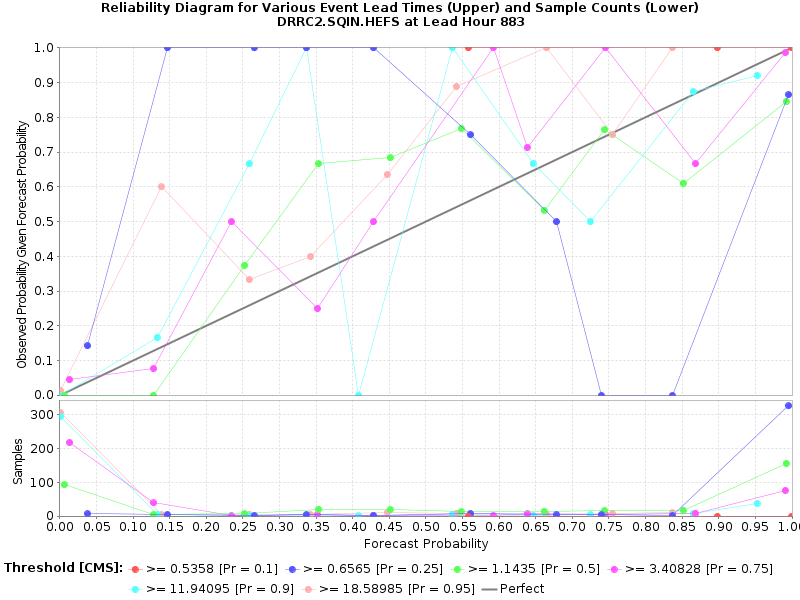 Reliability Diagram for Various Event Lead Times (Upper) and Sample Counts (Lower)
DRRC2.SQIN.HEFS at Lead Hour 883
Observed Probability Given Forecast Probability
1.0
0.9
0.8
0.7
0.6
0.5
0.4
0.3
0.2
0.1
0.0
Samples
300
200
100
0
0.00 0.05 0.10 0.15 0.20 0.25 0.30 0.35 0.40 0.45 0.50 0.55 0.60 0.65 0.70 0.75 0.80 0.85 0.90 0.95 1.00
Forecast Probability
Threshold [CMS]: >= 0.5358 [Pr = 0.1] >= 0.6565 [Pr = 0.25] >= 1.1435 [Pr = 0.5] >= 3.40828 [Pr = 0.75]
>= 11.94095 [Pr = 0.9] >= 18.58985 [Pr = 0.95] Perfect